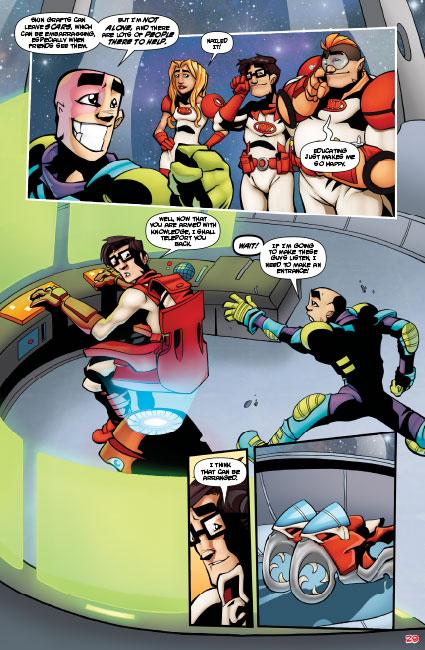 SKIN GRAFTS CAN
LEAVE SCARS, WHICH
CAN BE EMBARRASSING,
ESPECIALLY WHEN
FRIENDS SEE THEM.
BUT I'M NOT
ALONE, AND THERE
ARE LOTS OF PEOPLE
THERE TO HELP.
NAILED
IT!
EDUCATING
JUST MAKES ME
SO HAPPY.
WELL, NOW THAT
YOU ARE ARMED WITH
KNOWLEDGE, I SHALL
TELEPORT YOU
BACK.
WAIT!
IF I'M GOING
TO MAKE THESE
GUYS LISTEN, I
NEED TO MAKE AN
ENTRANCE!
I THINK
THAT CAN BE
ARRANGED.
29